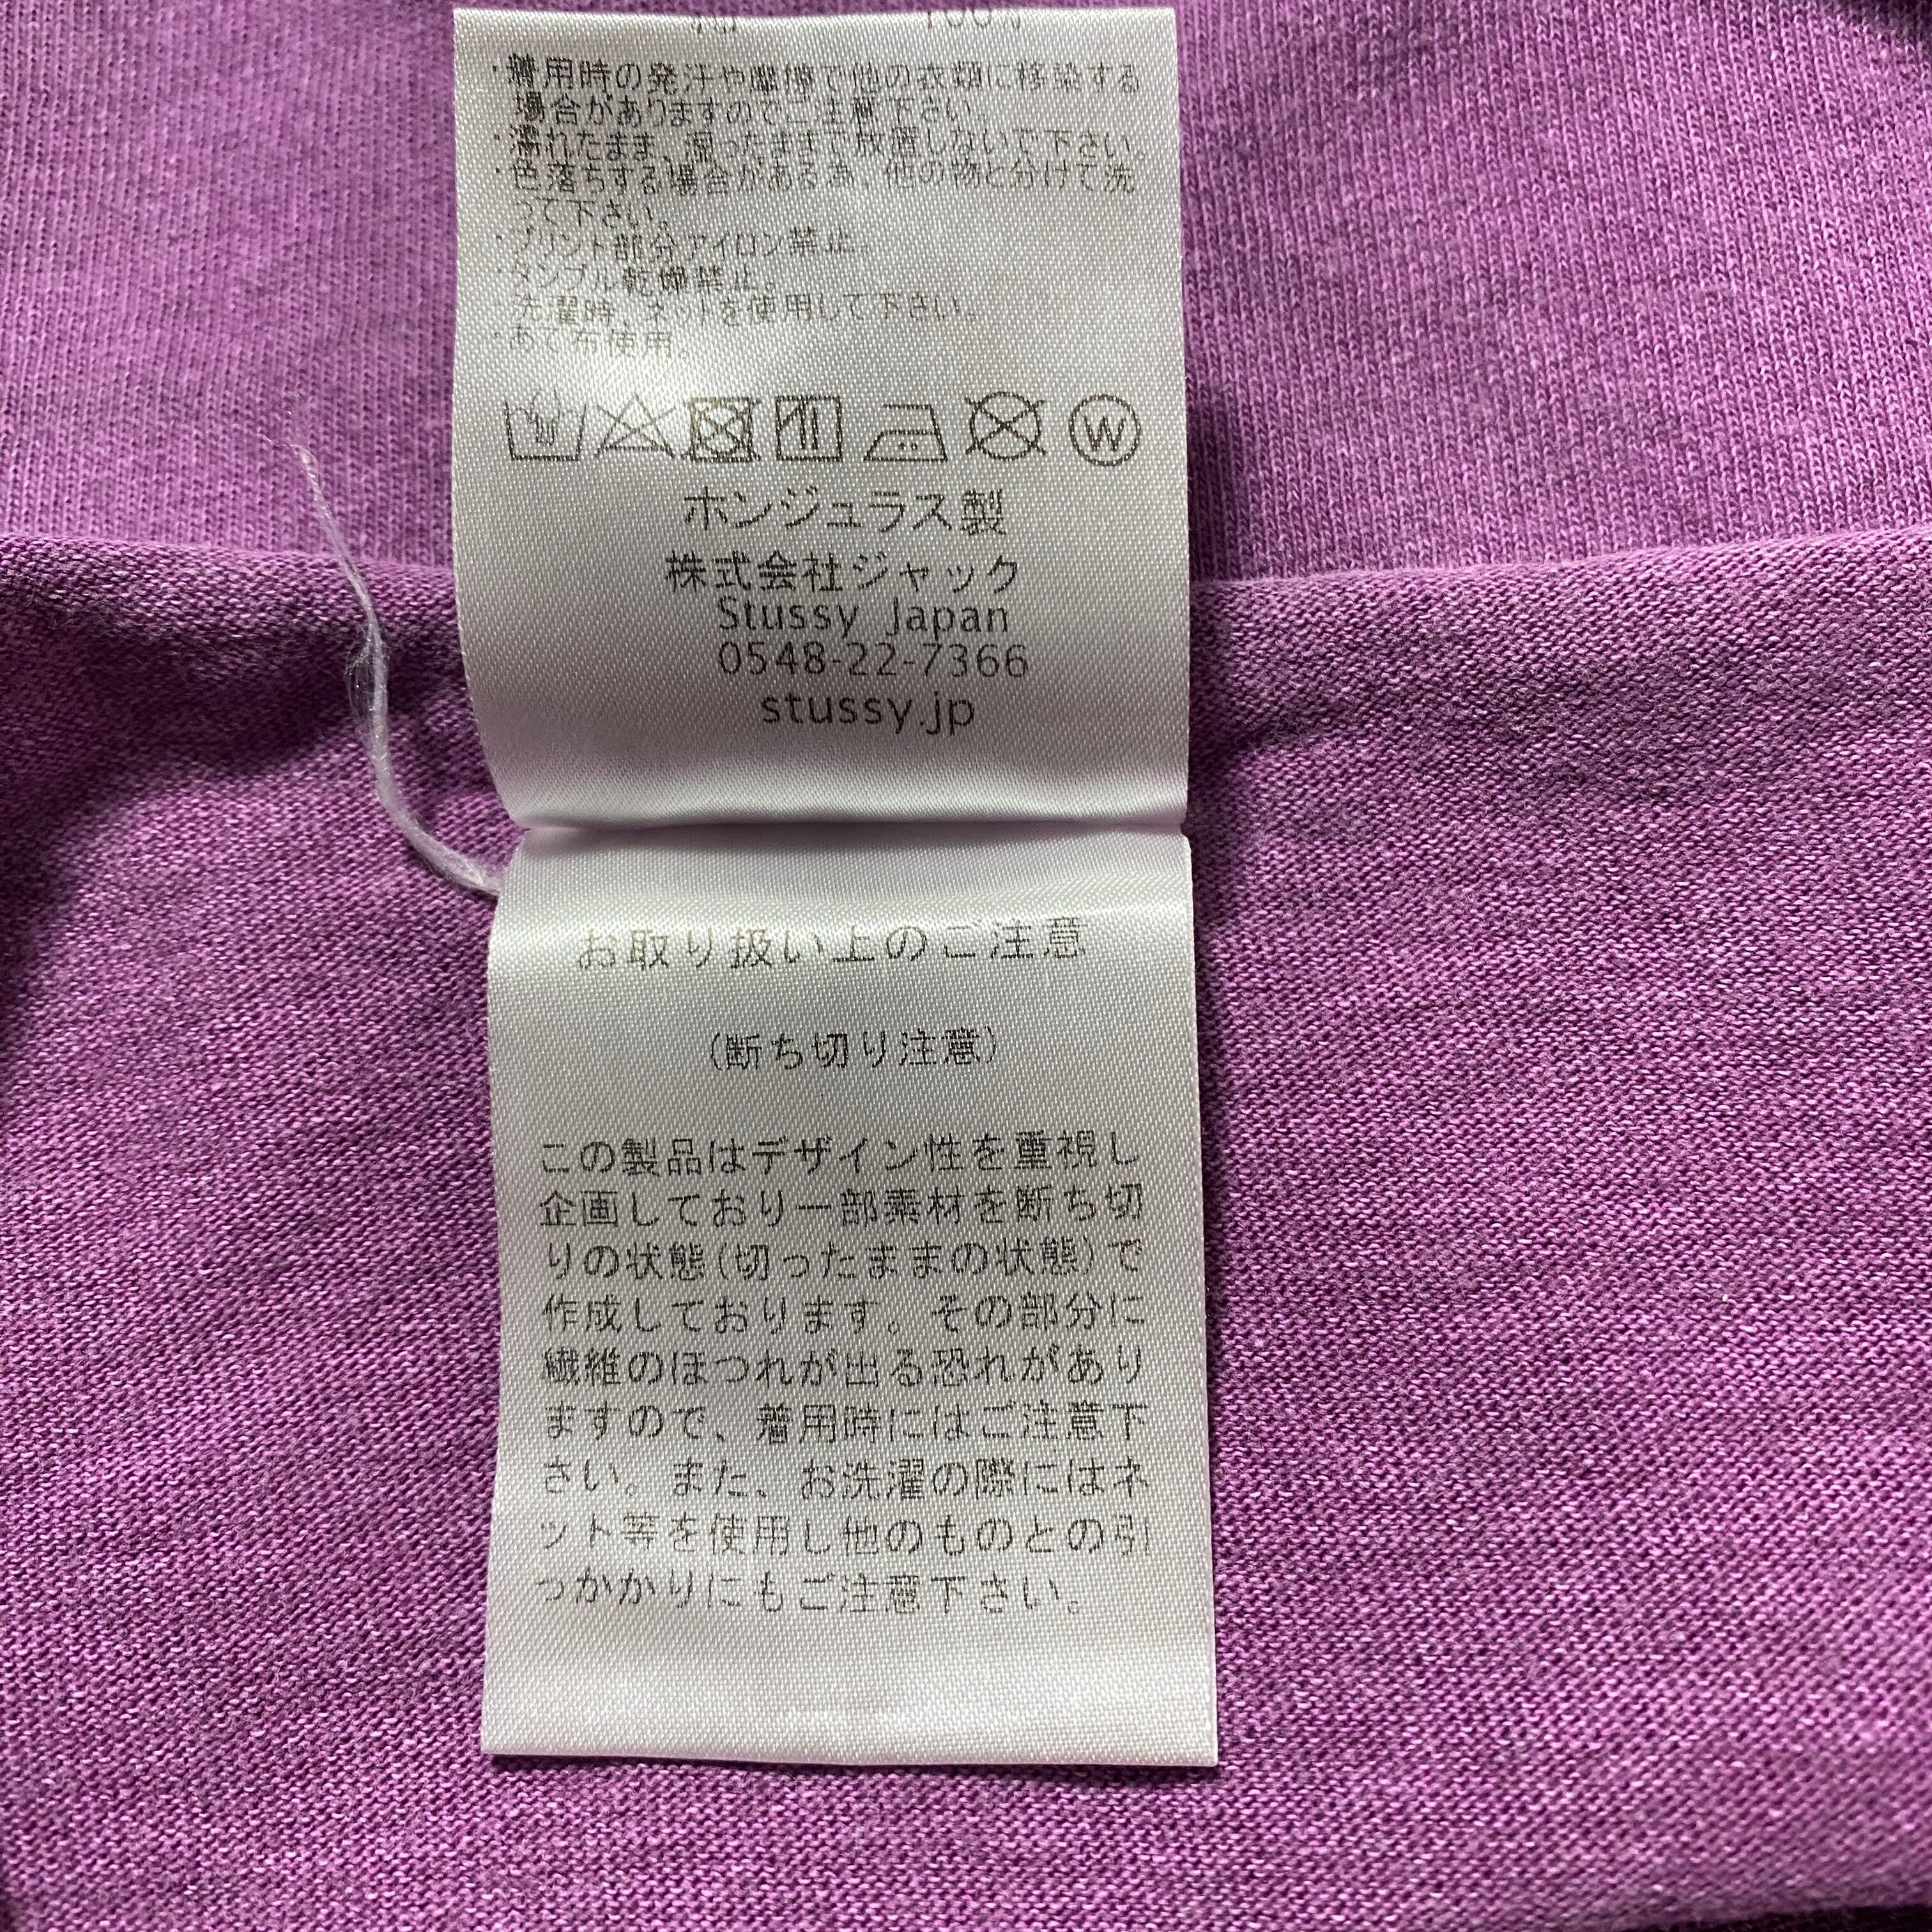 綿 100%
・着用時の発汗や摩擦で他の衣類に移染する
場合がありますのでご注意下さい。
・濡れたまま、湿ったままで放置しないで下さい。
・色落ちする場合がある為、他の物と分けて洗
って下さい。
・プリント部分アイロン禁止。
・タンブル乾燥禁止。
・洗濯時、ネットを使用して下さい。
・あて布使用。
W
ホンジュラス製
株式会社ジャック
Stussy Japan
0548-22-7366
stussy.jp
お取り扱い上のご注意
(断ち切り注意)
この製品はデザイン性を重視し
企画しており一部素材を断ち切
りの状態(切ったままの状態)で
作成しております。その部分に
繊維のほつれが出る恐れがあり
ますので、着用時にはご注意下
さい。また、お洗濯の際にはネ
ット等を使用し他のものとの引
っかかりにもご注意下さい。